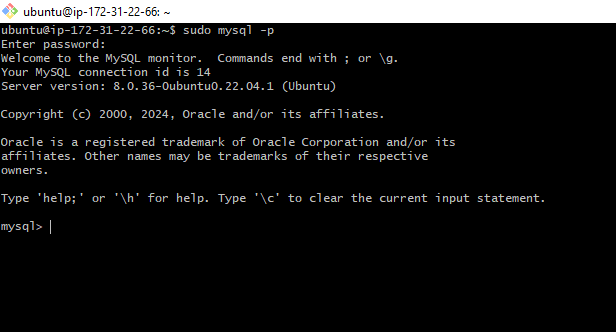 ubuntu@ip-172-31-22-66: ~
ubuntu@ip-172-31-22-66:~$ sudo mysql -p
Enter password:
Welcome to the MySQL monitor.  Commands end with ; or \g.
Your MySQL connection id is 14
Server version: 8.0.36-0ubuntu0.22.04.1 (Ubuntu)
Copyright (c) 2000, 2024, Oracle and/or its affiliates.
Oracle is a registered trademark of Oracle Corporation and/or its
affiliates. Other names may be trademarks of their respective
owners.
Type 'help;' or '\h' for help. Type '\c' to clear the current input statement.
mysql>